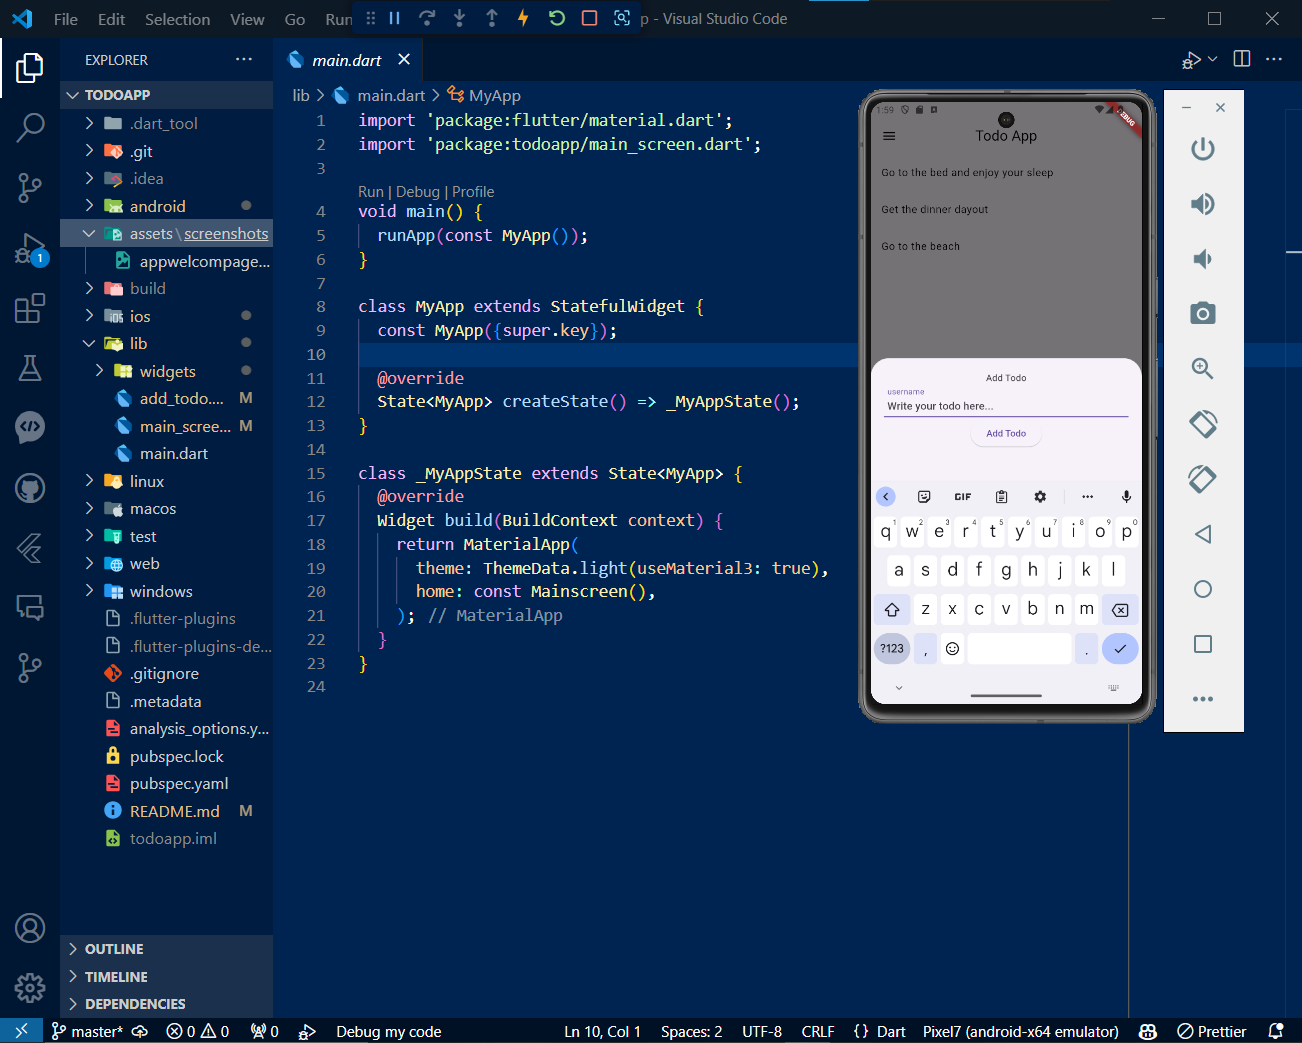 File Edit Selection View Go Run p - Visual Studio Code
EXPLORER
TODOAPP
.dart_tool
.git
.idea
android
assets\screenshots
appwelcompage...
build
ios
lib
widgets
add_todo.... M
main_scree... M
main.dart
linux
macos
test
web
windows
.flutter-plugins
.flutter-plugins-de...
.gitignore
.metadata
analysis_options.y...
pubspec.lock
pubspec.yaml
README.md M
todoapp.iml
OUTLINE
TIMELINE
DEPENDENCIES
1
main.dart
lib > main.dart > MyApp
1 import 'package:flutter/material.dart';
2 import 'package:todoapp/main_screen.dart';
3
Run | Debug | Profile
4 void main() {
5 runApp(const MyApp());
6 }
7
8 class MyApp extends StatefulWidget {
9 const MyApp({super.key});
10
11 @override
12 State<MyApp> createState() => _MyAppState();
13 }
14
15 class _MyAppState extends State<MyApp> {
16 @override
17 Widget build(BuildContext context) {
18 return MaterialApp(
19 theme: ThemeData.light(useMaterial3: true),
20 home: const Mainscreen(),
21 ); // MaterialApp
22 }
23 }
24
1:59
Todo App
Go to the bed and enjoy your sleep
Get the dinner dayout
Go to the beach
Add Todo
username
Write your todo here...
Add Todo
GIF
q w e r t y u i o p
3 4 5 6 7 8 9 0
a s d f g h j k l
z x c v b n m
?123 , .
master* 0 0 0 Debug my code Ln 10, Col 1 Spaces: 2 UTF-8 CRLF {} Dart Pixel7 (android-x64 emulator) Prettier